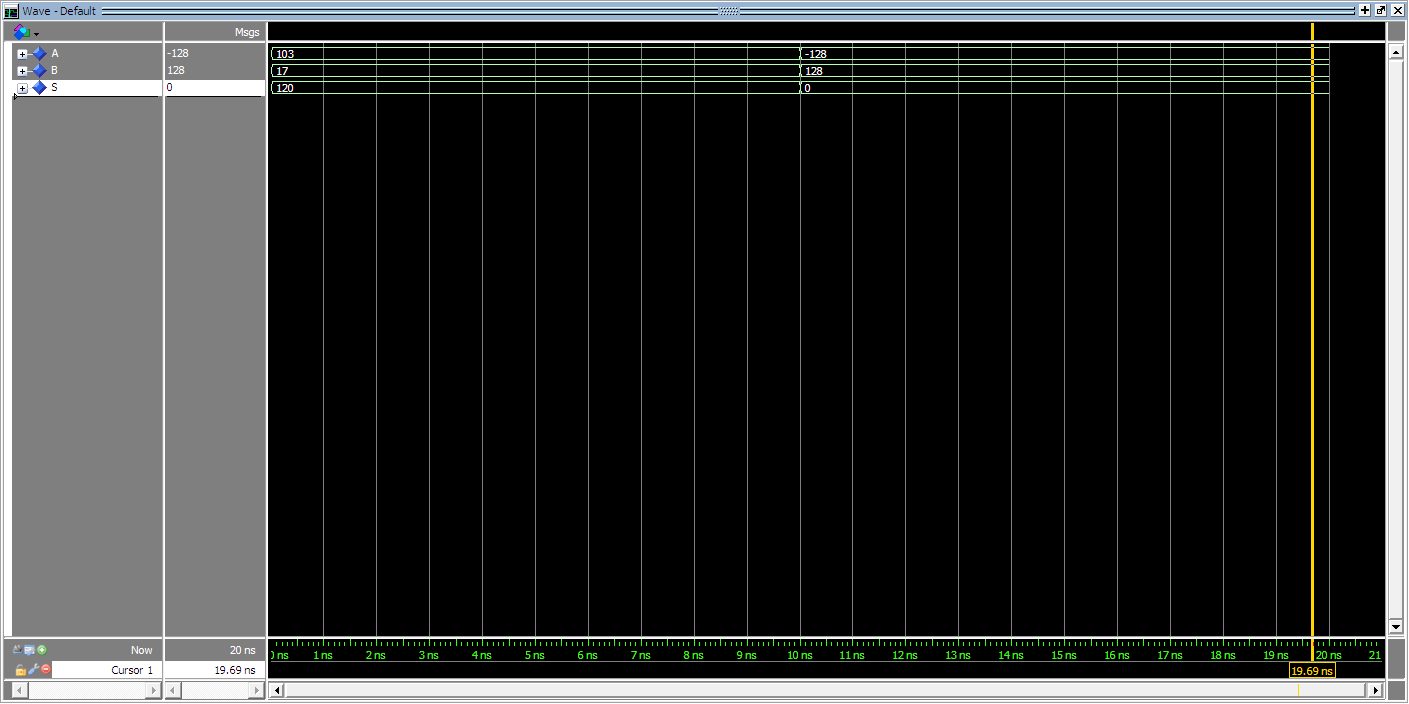 Wave - Default
Msgs
A -128 103 -128
B 128 17 128
S 0 120 0
Now 20 ns
ns 1 ns 2 ns 3 ns 4 ns 5 ns 6 ns 7 ns 8 ns 9 ns 10 ns 11 ns 12 ns 13 ns 14 ns 15 ns 16 ns 17 ns 18 ns 19 ns 20 ns 21
Cursor 1 19.69 ns 19.69 ns